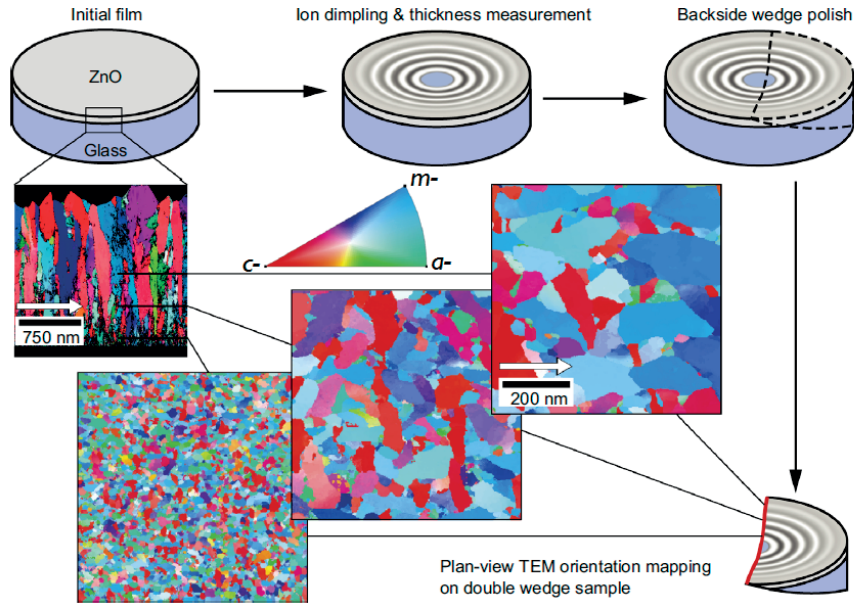 Initial film
Ion dimpling & thickness measurement
Backside wedge polish
ZnO
Glass
m-
c-
a-
750 nm
200 nm
Plan-view TEM orientation mapping
on double wedge sample